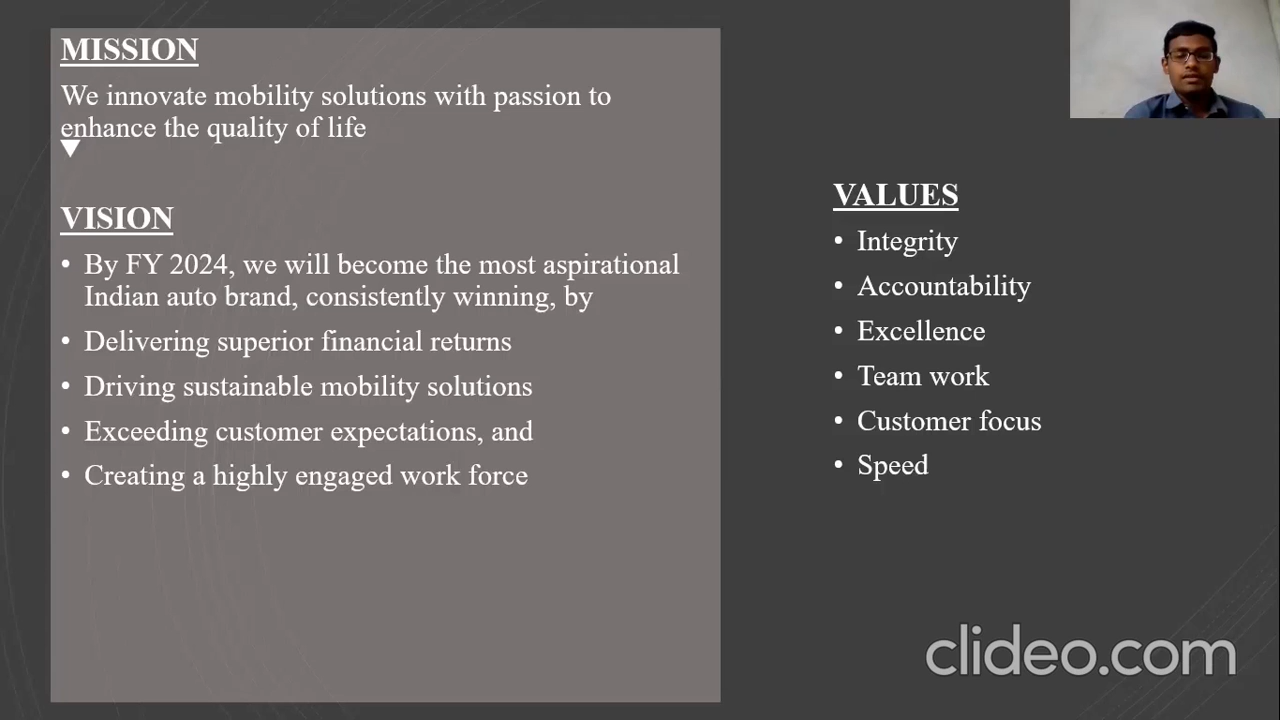 MISSION
We innovate mobility solutions with passion to
enhance the quality of life
VISION
• By FY 2024, we will become the most aspirational
Indian auto brand, consistently winning, by
• Delivering superior financial returns
• Driving sustainable mobility solutions
• Exceeding customer expectations, and
• Creating a highly engaged work force
VALUES
• Integrity
• Accountability
• Excellence
• Team work
• Customer focus
• Speed
clideo.com